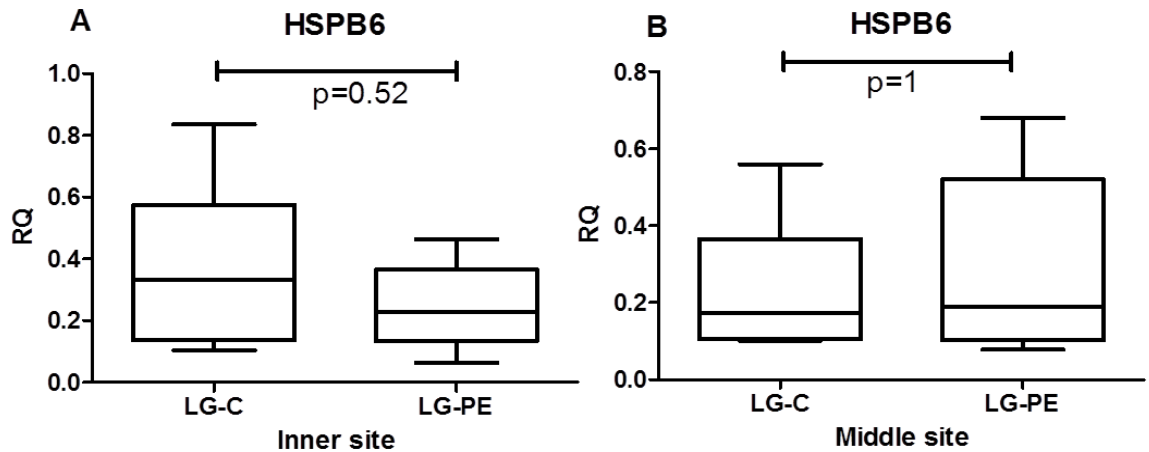 A
HSPB6
p=0.52
1.0
0.8
0.6
0.4
0.2
0.0
RQ
LG-C
LG-PE
Inner site
B
HSPB6
p=1
0.8
0.6
0.4
0.2
0.0
RQ
LG-C
LG-PE
Middle site